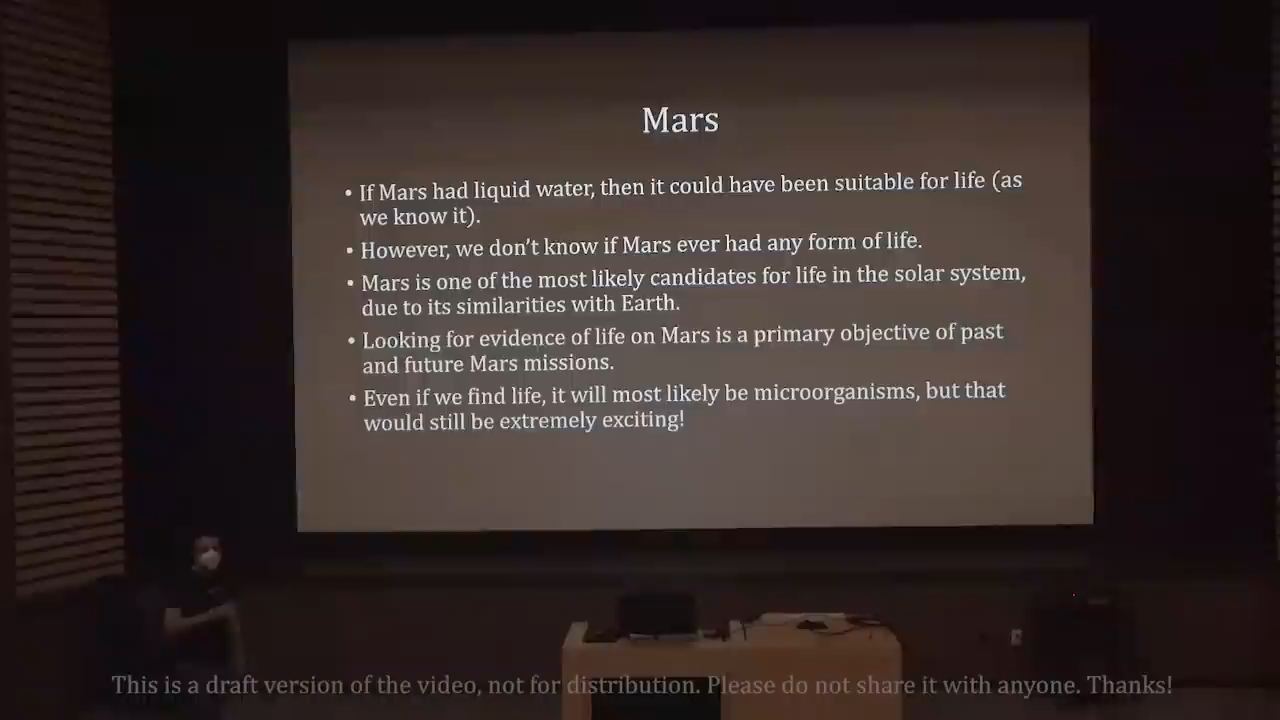 Mars
• If Mars had liquid water, then it could have been suitable for life (as
we know it).
• However, we don't know if Mars ever had any form of life.
• Mars is one of the most likely candidates for life in the solar system,
due to its similarities with Earth.
• Looking for evidence of life on Mars is a primary objective of past
and future Mars missions.
• Even if we find life, it will most likely be microorganisms, but that
would still be extremely exciting!
This is a draft version of the video, not for distribution. Please do not share it with anyone. Thanks!